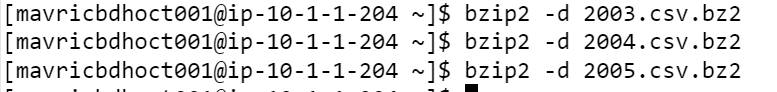 [mavricbdhoct001@ip-10-1-1-204 ~]$ bzip2 -d 2003.csv.bz2
[mavricbdhoct001@ip-10-1-1-204 ~]$ bzip2 -d 2004.csv.bz2
[mavricbdhoct001@ip-10-1-1-204 ~]$ bzip2 -d 2005.csv.bz2